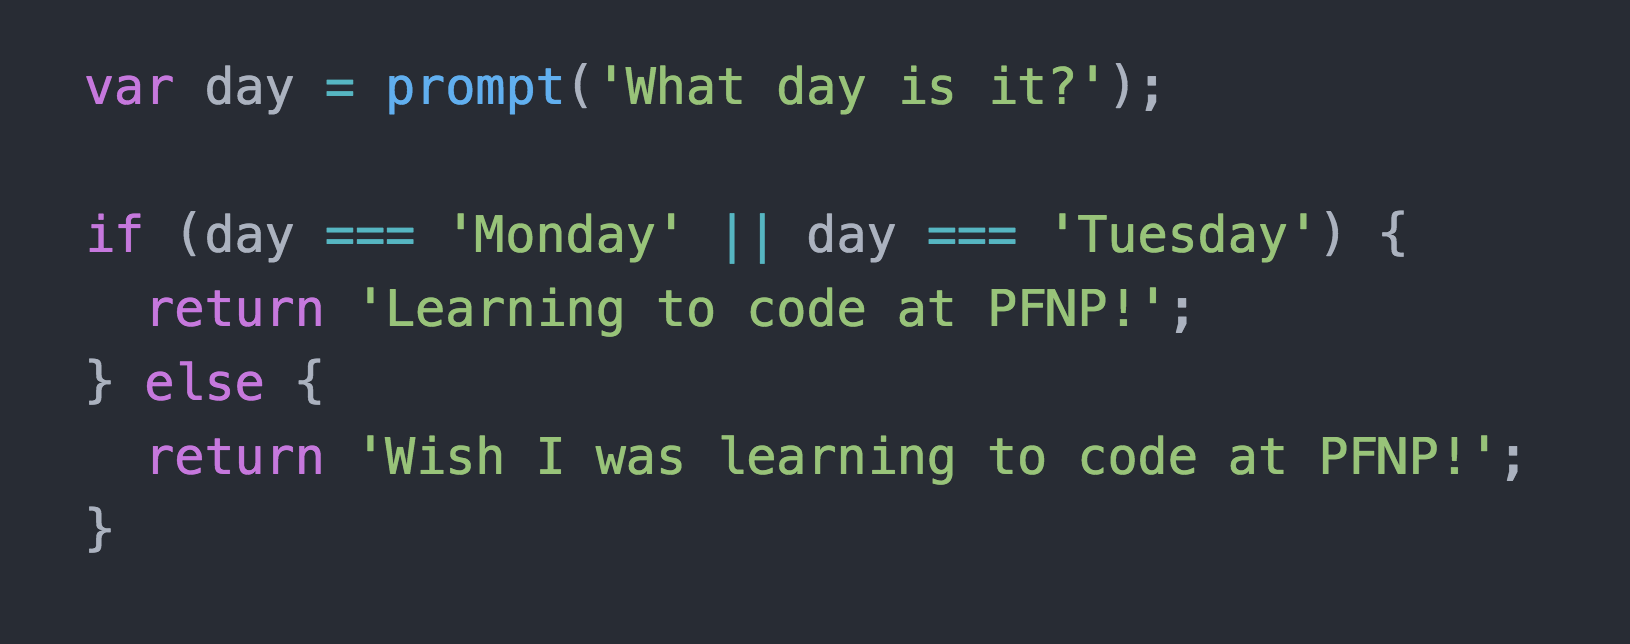 var day = prompt('What day is it?');
if (day === 'Monday' || day === 'Tuesday') {
  return 'Learning to code at PFNP!';
} else {
  return 'Wish I was learning to code at PFNP!';
}